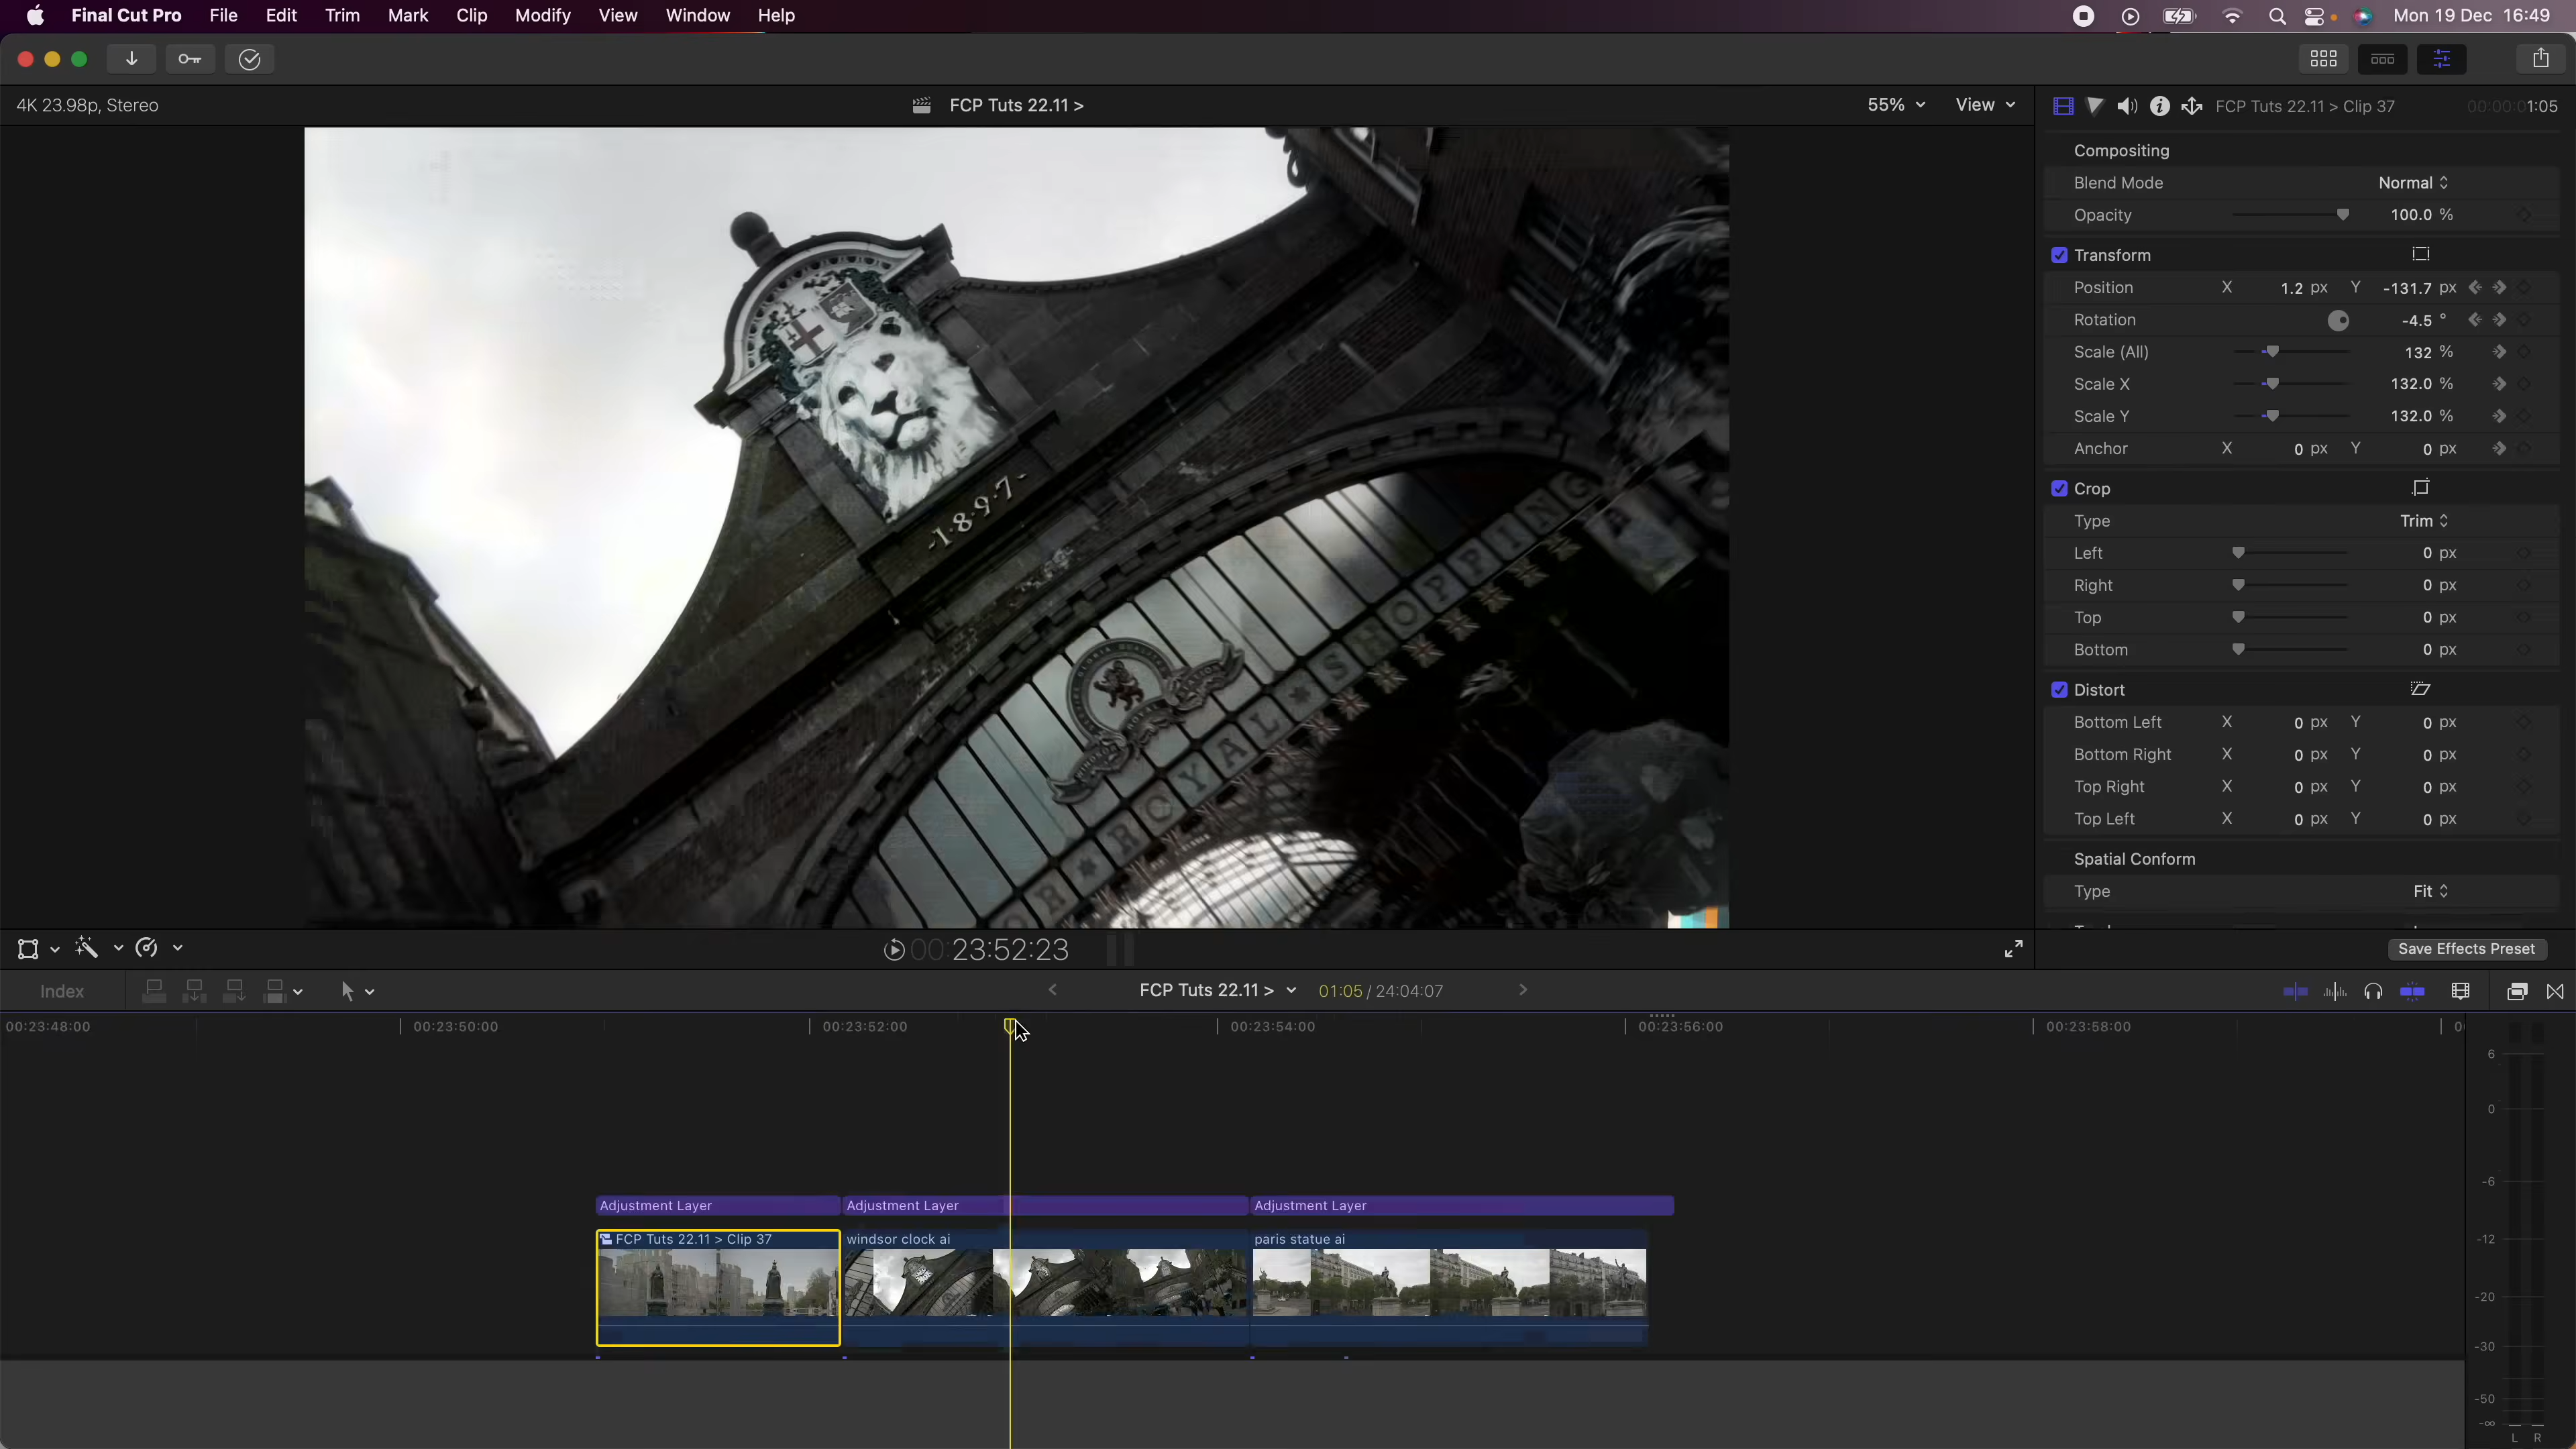 Final Cut Pro File Edit Trim Mark Clip Modify View Window Help Mon 19 Dec 16:49
4K 23.98p, Stereo FCP Tuts 22.11 > 55% View FCP Tuts 22.11 > Clip 37 00:00:01:05
Compositing
Blend Mode Normal
Opacity 100.0 %
Transform
Position X 1.2 px Y -131.7 px
Rotation -4.5 °
Scale (All) 132 %
Scale X 132.0 %
Scale Y 132.0 %
Anchor X 0 px Y 0 px
Crop
Type Trim
Left 0 px
Right 0 px
Top 0 px
Bottom 0 px
Distort
Bottom Left X 0 px Y 0 px
Bottom Right X 0 px Y 0 px
Top Right X 0 px Y 0 px
Top Left X 0 px Y 0 px
Spatial Conform
Type Fit
-1·8·9·7-
ROYAL★SHOPPING
00:23:52:23 Save Effects Preset
Index FCP Tuts 22.11 > 01:05 / 24:04:07
00:23:48:00 00:23:50:00 00:23:52:00 00:23:54:00 00:23:56:00 00:23:58:00
Adjustment Layer Adjustment Layer Adjustment Layer
FCP Tuts 22.11 > Clip 37 windsor clock ai paris statue ai
6
0
-6
-12
-20
-30
-50
-∞
L R